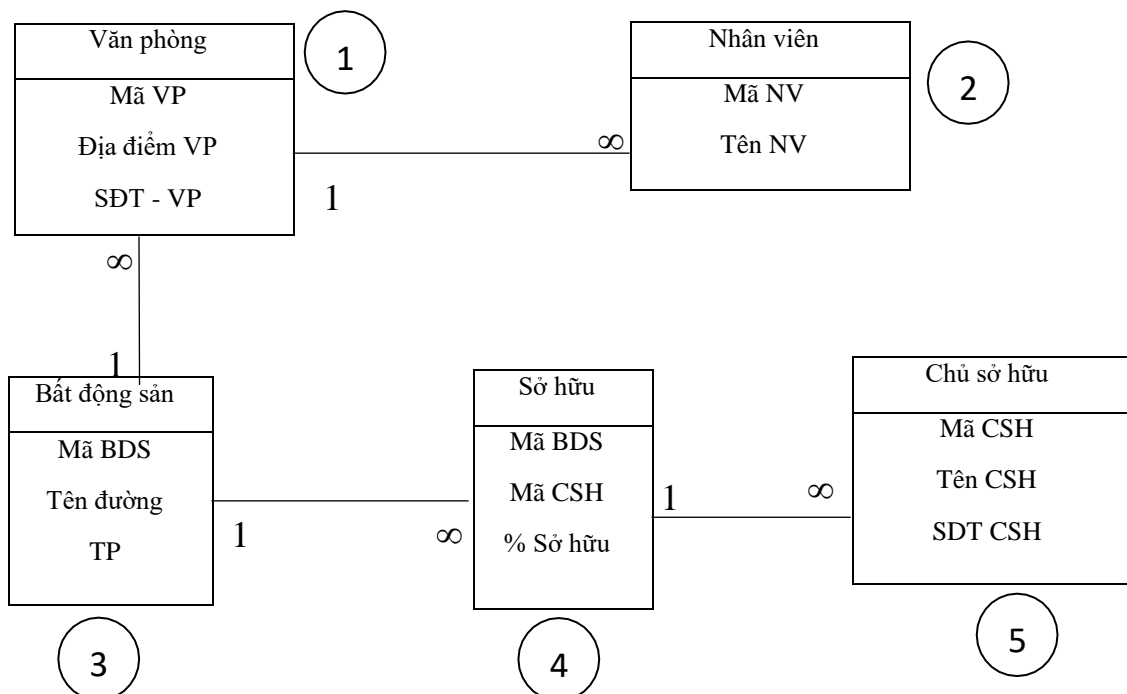 Văn phòng
1
Mã VP
Địa điểm VP
SĐT - VP
Nhân viên
2
Mã NV
Tên NV
1
∞
∞
1
Bất động sản
Mã BDS
Tên đường
TP
3
1
∞
Sở hữu
Mã BDS
Mã CSH
% Sở hữu
4
1
∞
Chủ sở hữu
Mã CSH
Tên CSH
SDT CSH
5